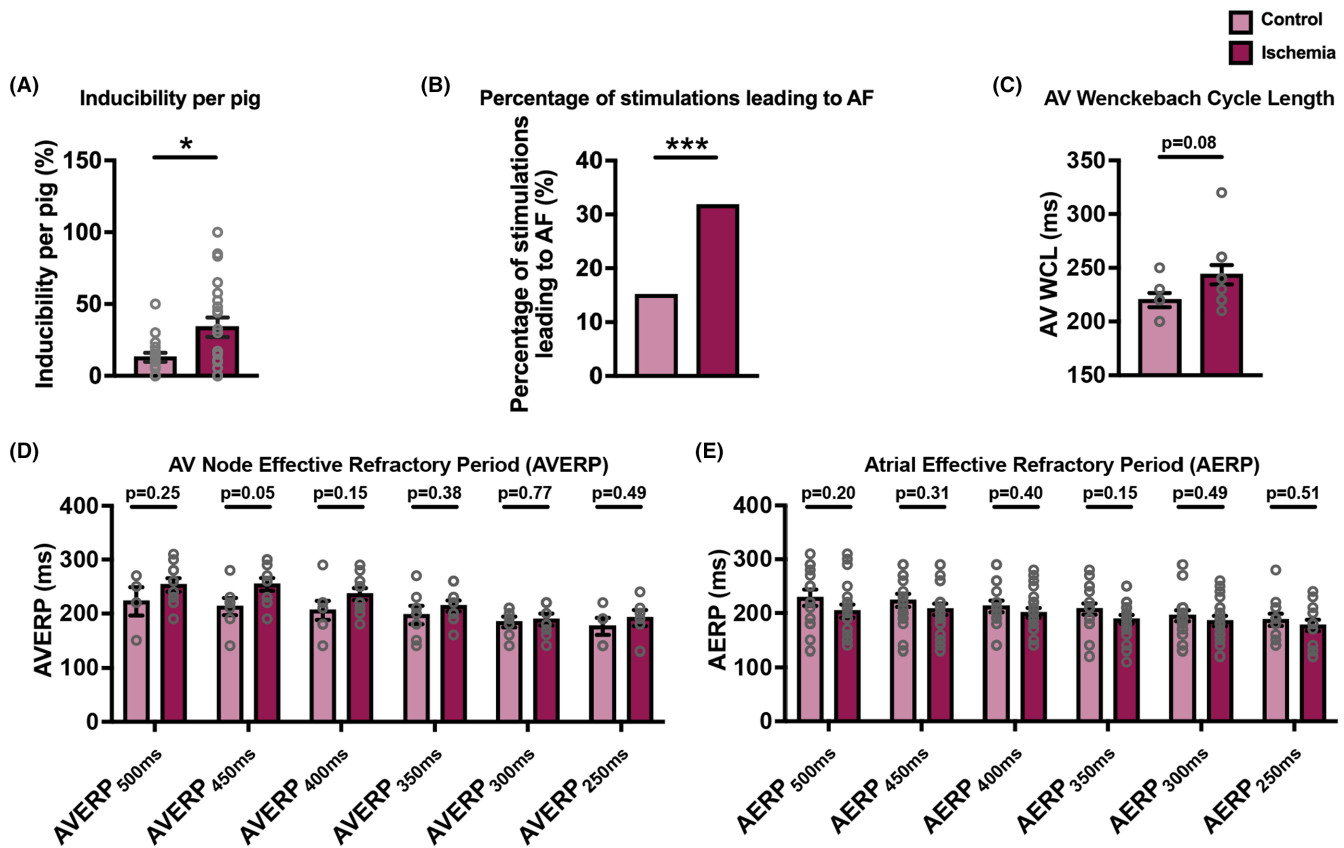 Control
Ischemia
(A)
Inducibility per pig
Inducibility per pig (%)
150
100
50
0
*
(B)
Percentage of stimulations leading to AF
Percentage of stimulations
leading to AF (%)
40
30
20
10
0
***
(C)
AV Wenckebach Cycle Length
AV WCL (ms)
350
300
250
200
150
p=0.08
(D)
AV Node Effective Refractory Period (AVERP)
p=0.25 p=0.05 p=0.15 p=0.38 p=0.77 p=0.49
AVERP (ms)
400
300
200
100
0
AVERP 500ms
AVERP 450ms
AVERP 400ms
AVERP 350ms
AVERP 300ms
AVERP 250ms
(E)
Atrial Effective Refractory Period (AERP)
p=0.20 p=0.31 p=0.40 p=0.15 p=0.49 p=0.51
AERP (ms)
400
300
200
100
0
AERP 500ms
AERP 450ms
AERP 400ms
AERP 350ms
AERP 300ms
AERP 250ms